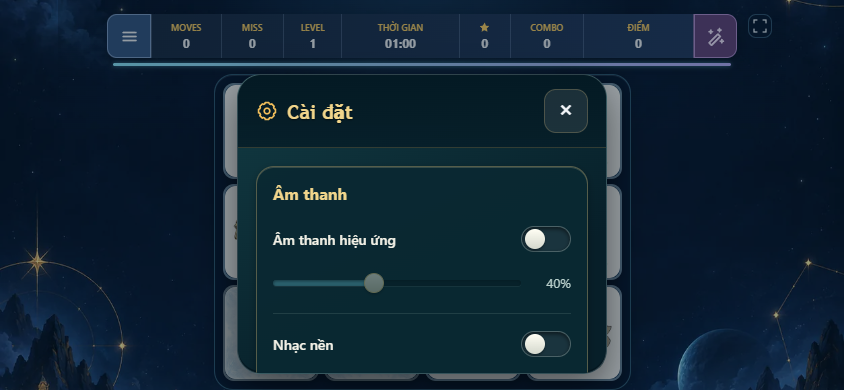 MOVES MISS LEVEL THỜI GIAN ★ COMBO ĐIỂM
0 0 1 01:00 0 0 0
Cài đặt ✕
Âm thanh
Âm thanh hiệu ứng
40%
Nhạc nền